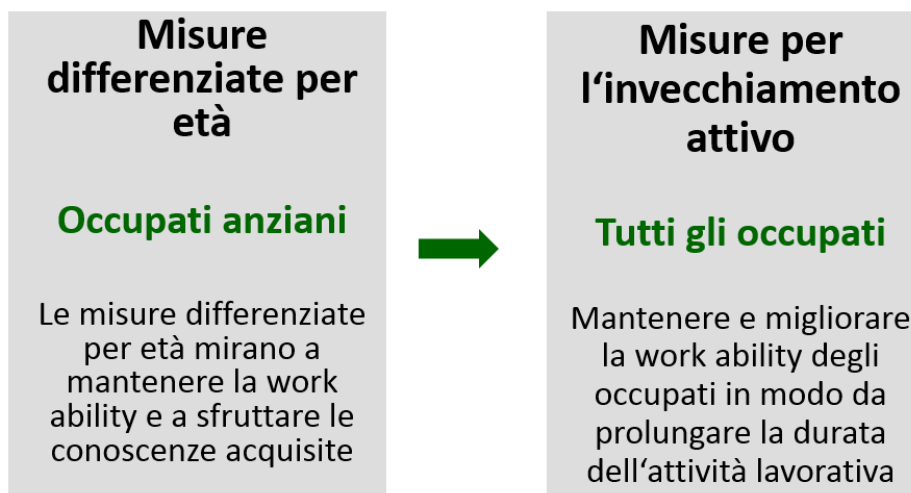 Misure
differenziate per
età
Occupati anziani
Le misure differenziate
per età mirano a
mantenere la work
ability e a sfruttare le
conoscenze acquisite
Misure per
l‘invecchiamento
attivo
Tutti gli occupati
Mantenere e migliorare
la work ability degli
occupati in modo da
prolungare la durata
dell‘attività lavorativa